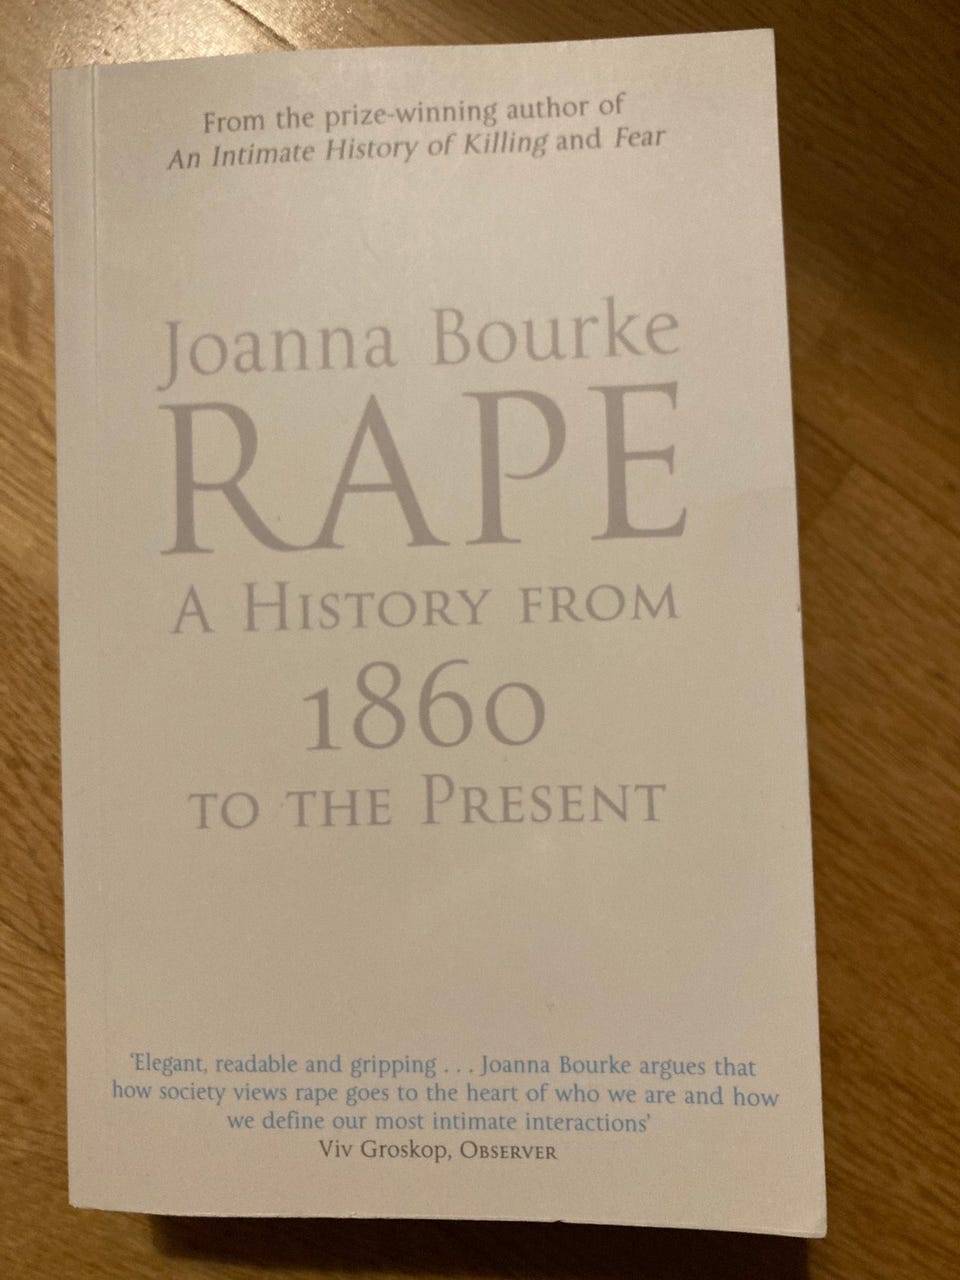 From the prize-winning author of
An Intimate History of Killing and Fear
Joanna Bourke
RAPE
A HISTORY FROM
1860
TO THE PRESENT
‘Elegant, readable and gripping . . . Joanna Bourke argues that
how society views rape goes to the heart of who we are and how
we define our most intimate interactions’
Viv Groskop, OBSERVER